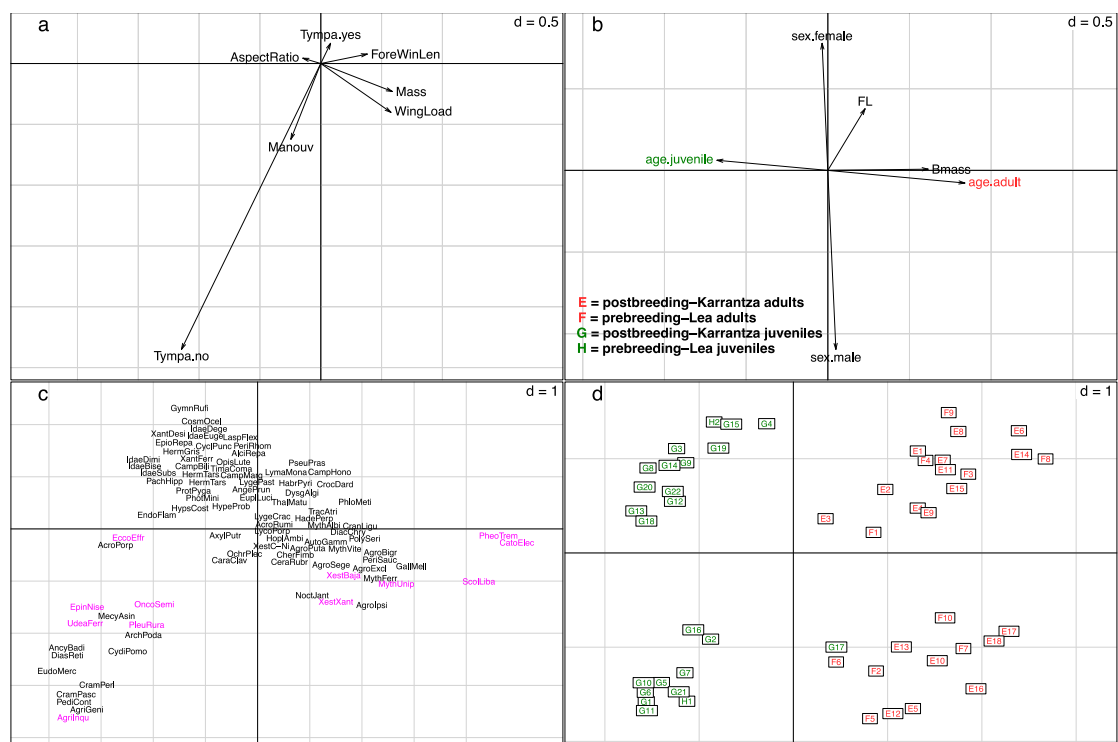 a
d = 0.5
Tympa.yes
AspectRatio
ForeWinLen
Mass
WingLoad
Manouv
Tympa.no
b
d = 0.5
sex.female
FL
age.juvenile
Bmass
age.adult
E = postbreeding–Karrantza adults
F = prebreeding–Lea adults
G = postbreeding–Karrantza juveniles
H = prebreeding–Lea juveniles
sex.male
c
d = 1
GymnRufi
CosmOcel
IdaeDege
XantDesi IdaeEuge LaspFlex
EpioRepa CyclPunc PeriRhom
HermGris AlciRepa
IdaeDimi XantFerr OpisLute PseuPras
IdaeBise CampBili TimaComa
IdaeSubs HermTars CampMarg LymaMona CampHono
PachHipp HermTars LygePast HabrPyri CrocDard
ProtPyga AngePrun DysgAlgi
PhotMini EuplLuci ThalMatu PhloMeti
HypsCost HypeProb TracAtri
EndoFlam LygeCrac HadePerp
AcroRumi MythAlbi CranLiqu
AxylPutr LycoPorp DiacChry
EccoEffr HoplAmbi PolySeri PheoTrem
AcroPorp XestC−Ni AutoGamm CatoElec
OchrPlec AgroPuta MythVite AgroBigr
CaraClav CherFimb PeriSauc
CeraRubr AgroSege AgroExcl GallMell
XestBaja MythFerr
MythUnip ScolLiba
NoctJant
XestXant AgroIpsi
EpinNise OncoSemi
MecyAsin
UdeaFerr PleuRura
ArchPoda
AncyBadi CydiPomo
DiasReti
EudoMerc
CramPerl
CramPasc
PediCont
AgriGeni
AgriInqu
d
d = 1
F9
H2 G15 G4
E8 E6
G3 G19 E1 E14
G8 G14 G9 E7 F8
E11 F3
G20 G22 E2 E15
G12
G13 E9
G18 E3
F1
G16 F10
G2 E17
E18
G17 E13 F7
F6 E10
G7 F2
G10 G5
G6 G21 E16
G1 H1
G11 E12 E5
F5